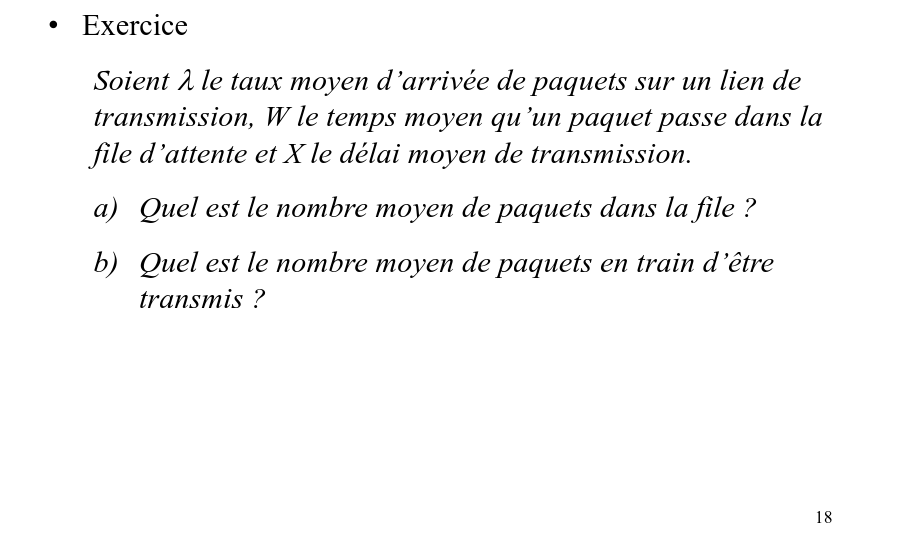 • Exercice
Soient λ le taux moyen d’arrivée de paquets sur un lien de
transmission, W le temps moyen qu’un paquet passe dans la
file d’attente et X le délai moyen de transmission.
a) Quel est le nombre moyen de paquets dans la file ?
b) Quel est le nombre moyen de paquets en train d’être
transmis ?
18